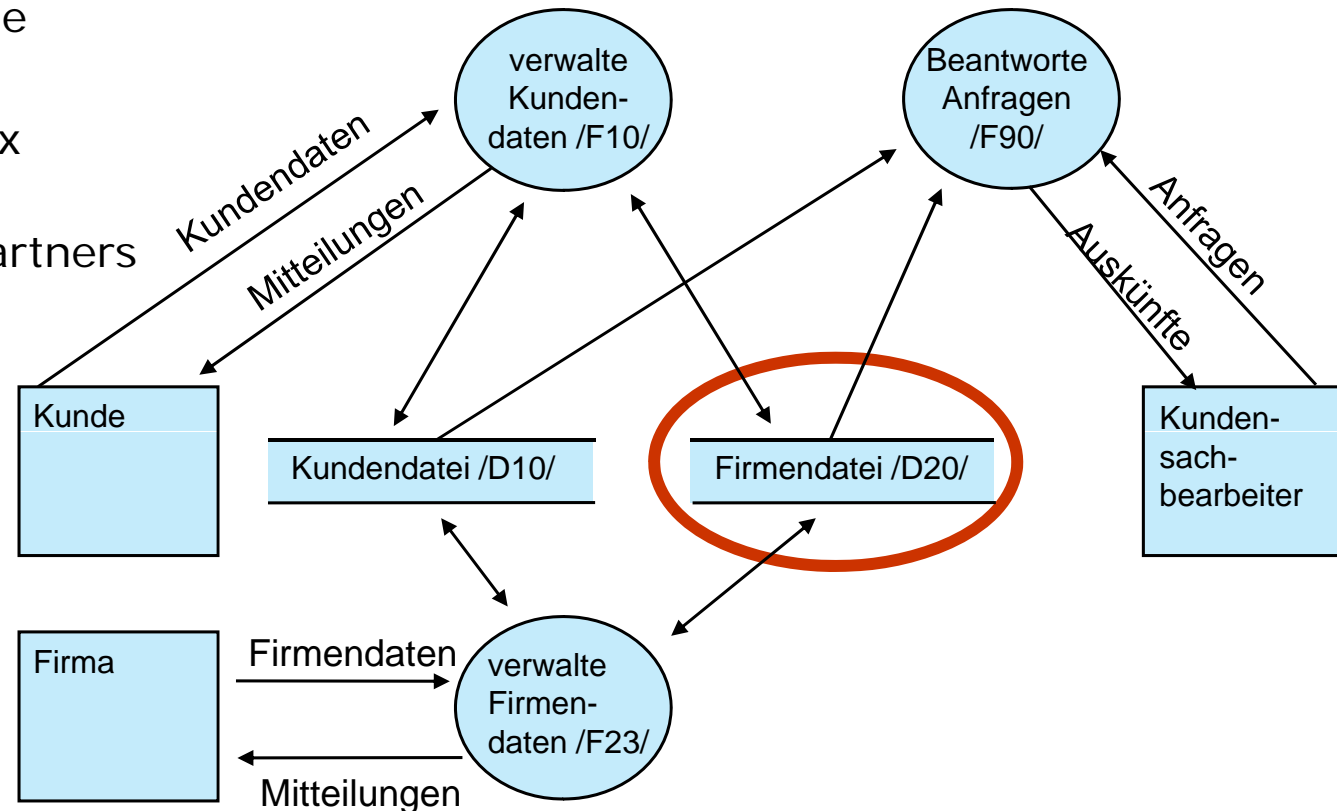 e
x
artners
verwalte
Kunden-
daten /F10/
Beantworte
Anfragen
/F90/
Kundendaten
Mitteilungen
Auskünfte
Anfragen
Kunde
Kundendatei /D10/
Firmendatei /D20/
Kunden-
sach-
bearbeiter
Firma
Firmendaten
Mitteilungen
verwalte
Firmen-
daten /F23/